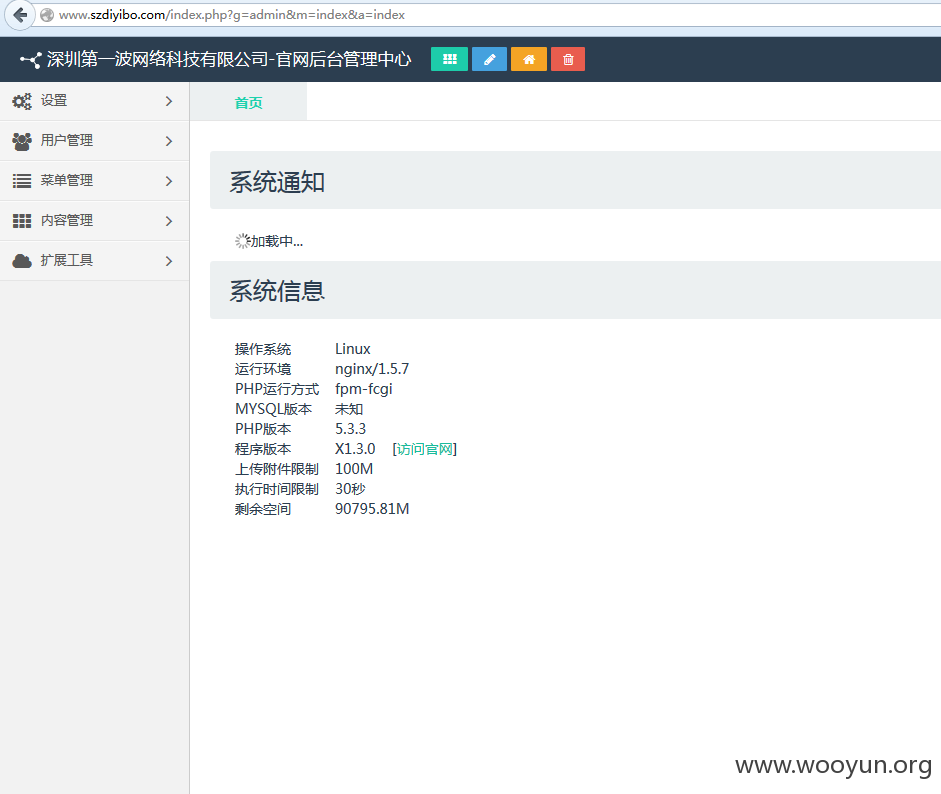 www.szdiyibo.com/index.php?g=admin&m=index&a=index
深圳第一波网络科技有限公司-官网后台管理中心
设置
首页
用户管理
菜单管理
内容管理
扩展工具
系统通知
加载中...
系统信息
操作系统 Linux
运行环境 nginx/1.5.7
PHP运行方式 fpm-fcgi
MYSQL版本 未知
PHP版本 5.3.3
程序版本 X1.3.0 [访问官网]
上传附件限制 100M
执行时间限制 30秒
剩余空间 90795.81M
www.wooyun.org